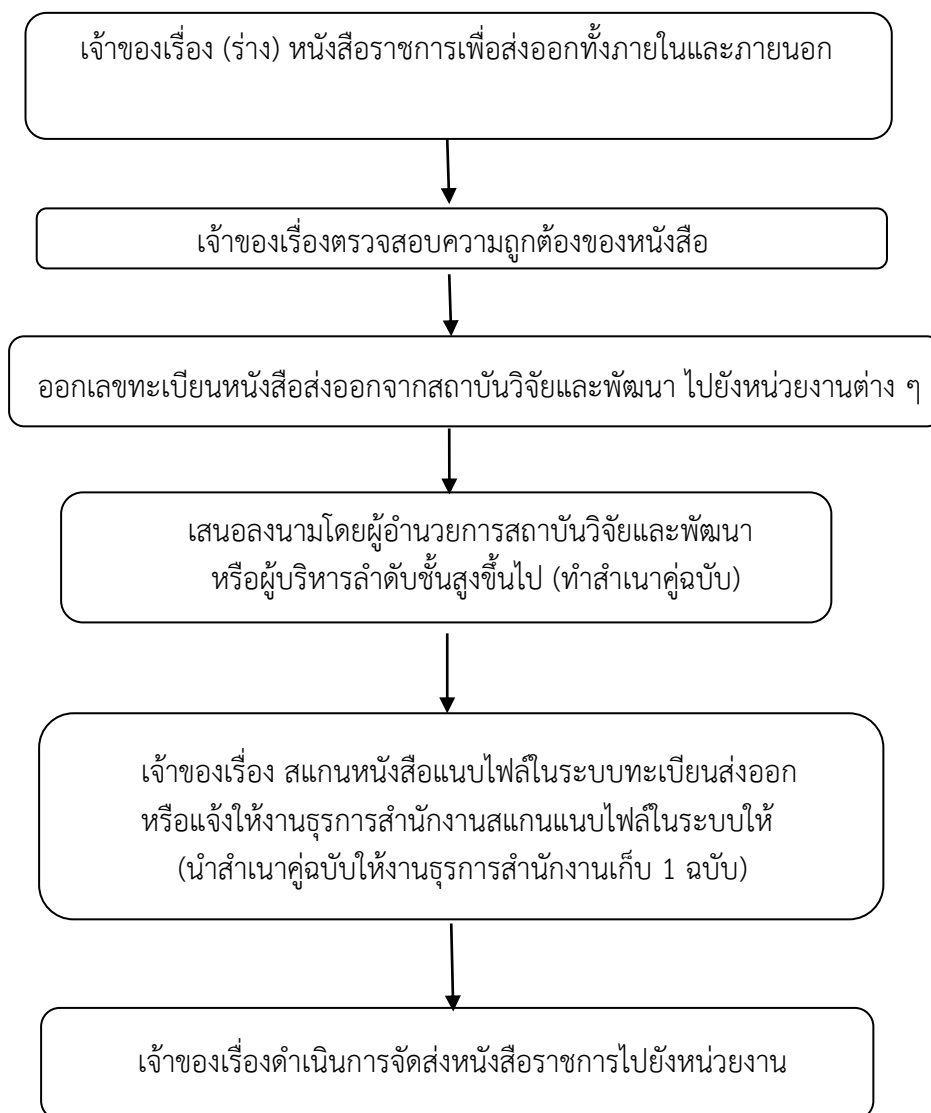 เจ้าของเรื่อง (ร่าง) หนังสือราชการเพื่อส่งออกทั้งภายในและภายนอก
เจ้าของเรื่องตรวจสอบความถูกต้องของหนังสือ
ออกเลขทะเบียนหนังสือส่งออกจากสถาบันวิจัยและพัฒนา ไปยังหน่วยงานต่าง ๆ
เสนอลงนามโดยผู้อำนวยการสถาบันวิจัยและพัฒนา
หรือผู้บริหารลำดับชั้นสูงขึ้นไป (ทำสำเนาคู่ฉบับ)
เจ้าของเรื่อง สแกนหนังสือแนบไฟล์ในระบบทะเบียนส่งออก
หรือแจ้งให้งานธุรการสำนักงานสแกนแนบไฟล์ในระบบให้
(นำสำเนาคู่ฉบับให้งานธุรการสำนักงานเก็บ 1 ฉบับ)
เจ้าของเรื่องดำเนินการจัดส่งหนังสือราชการไปยังหน่วยงาน